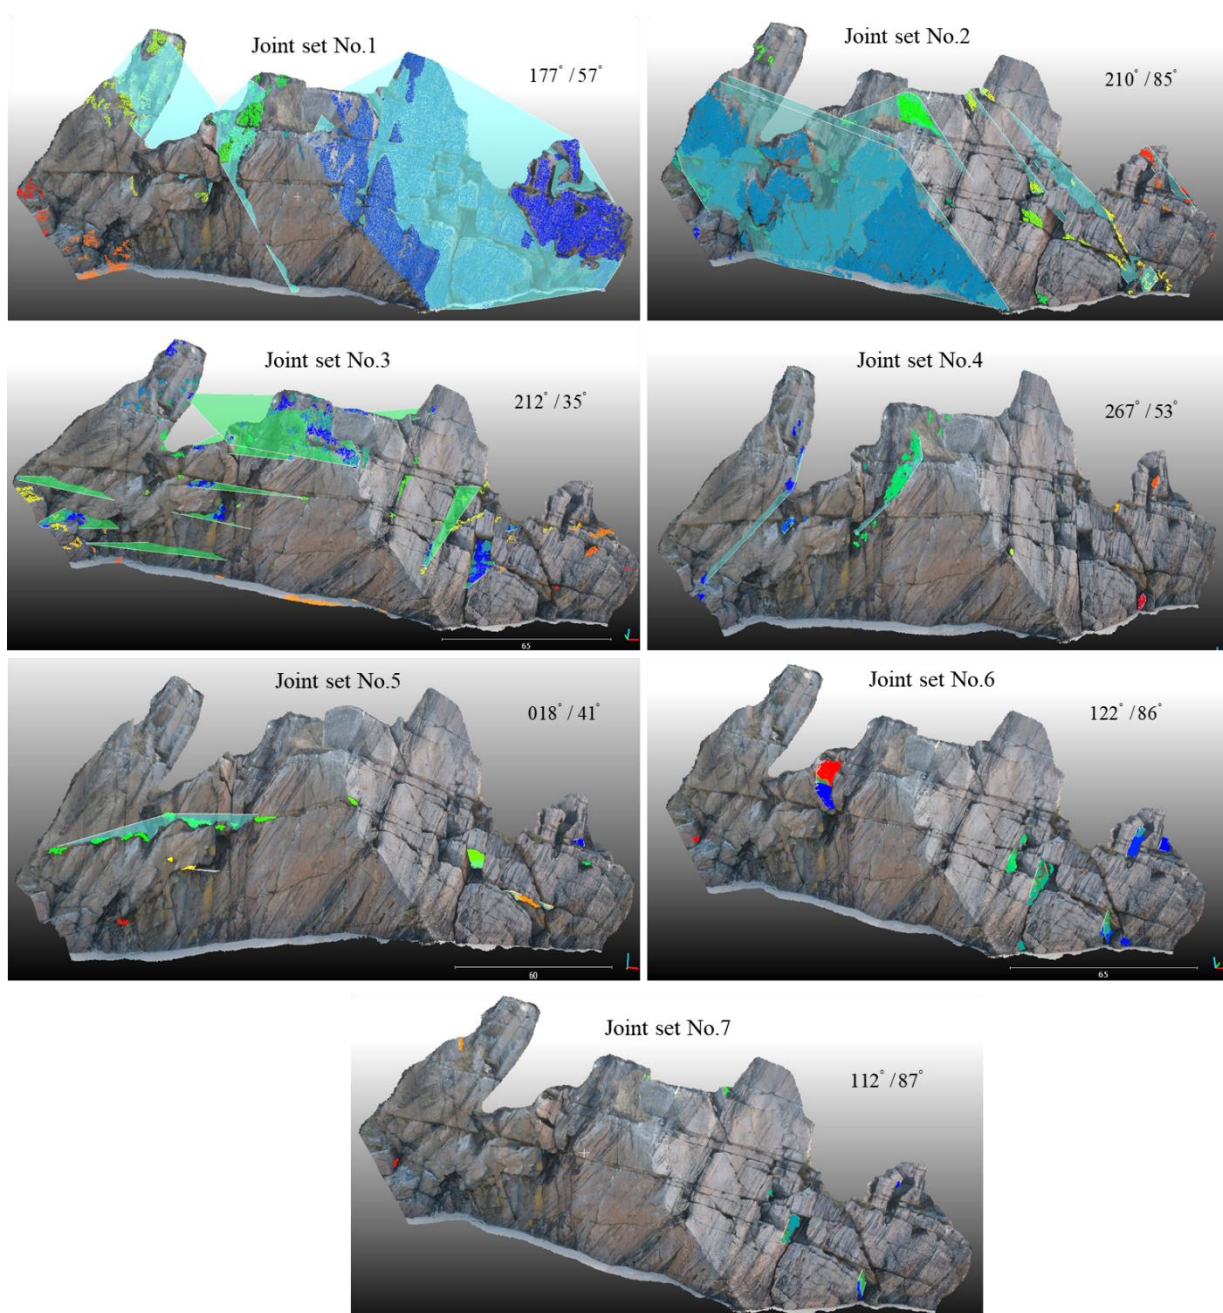 Joint set No.1
177° / 57°
Joint set No.2
210° / 85°
Joint set No.3
212° / 35°
65
Joint set No.4
267° / 53°
Joint set No.5
018° / 41°
60
Joint set No.6
122° / 86°
65
Joint set No.7
112° / 87°